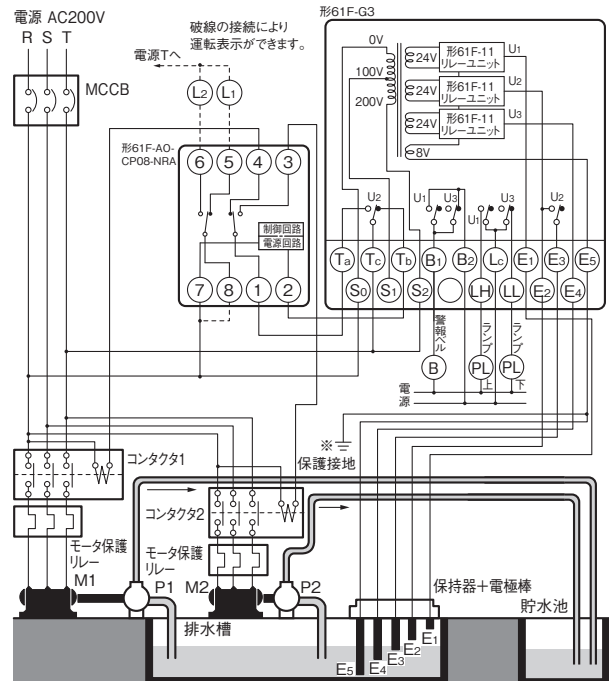 電源 AC200V
R S T
MCCB
破線の接続により
運転表示ができます。
電源Tへ
L2 L1
形61F-AO-
CP08-NRA
6 5 4 3
制御回路
電源回路
7 8 1 2
形61F-G3
0V
100V
200V
24V 形61F-11 リレーユニット U1
24V 形61F-11 リレーユニット U2
24V 形61F-11 リレーユニット U3
8V
U2 U1 U3 U1 U3 U2
Ta Tc Tb B1 B2 Lc E1 E3 E5
S0 S1 S2 LH LL E2 E4
警報ベル
ランプ
ランプ
B PL PL
上 下
電源
※
保護接地
コンタクタ1
コンタクタ2
モータ保護
リレー
モータ保護
リレー
M1 P1 M2 P2
保持器+電極棒
貯水池
排水槽
E5 E4 E3 E2 E1